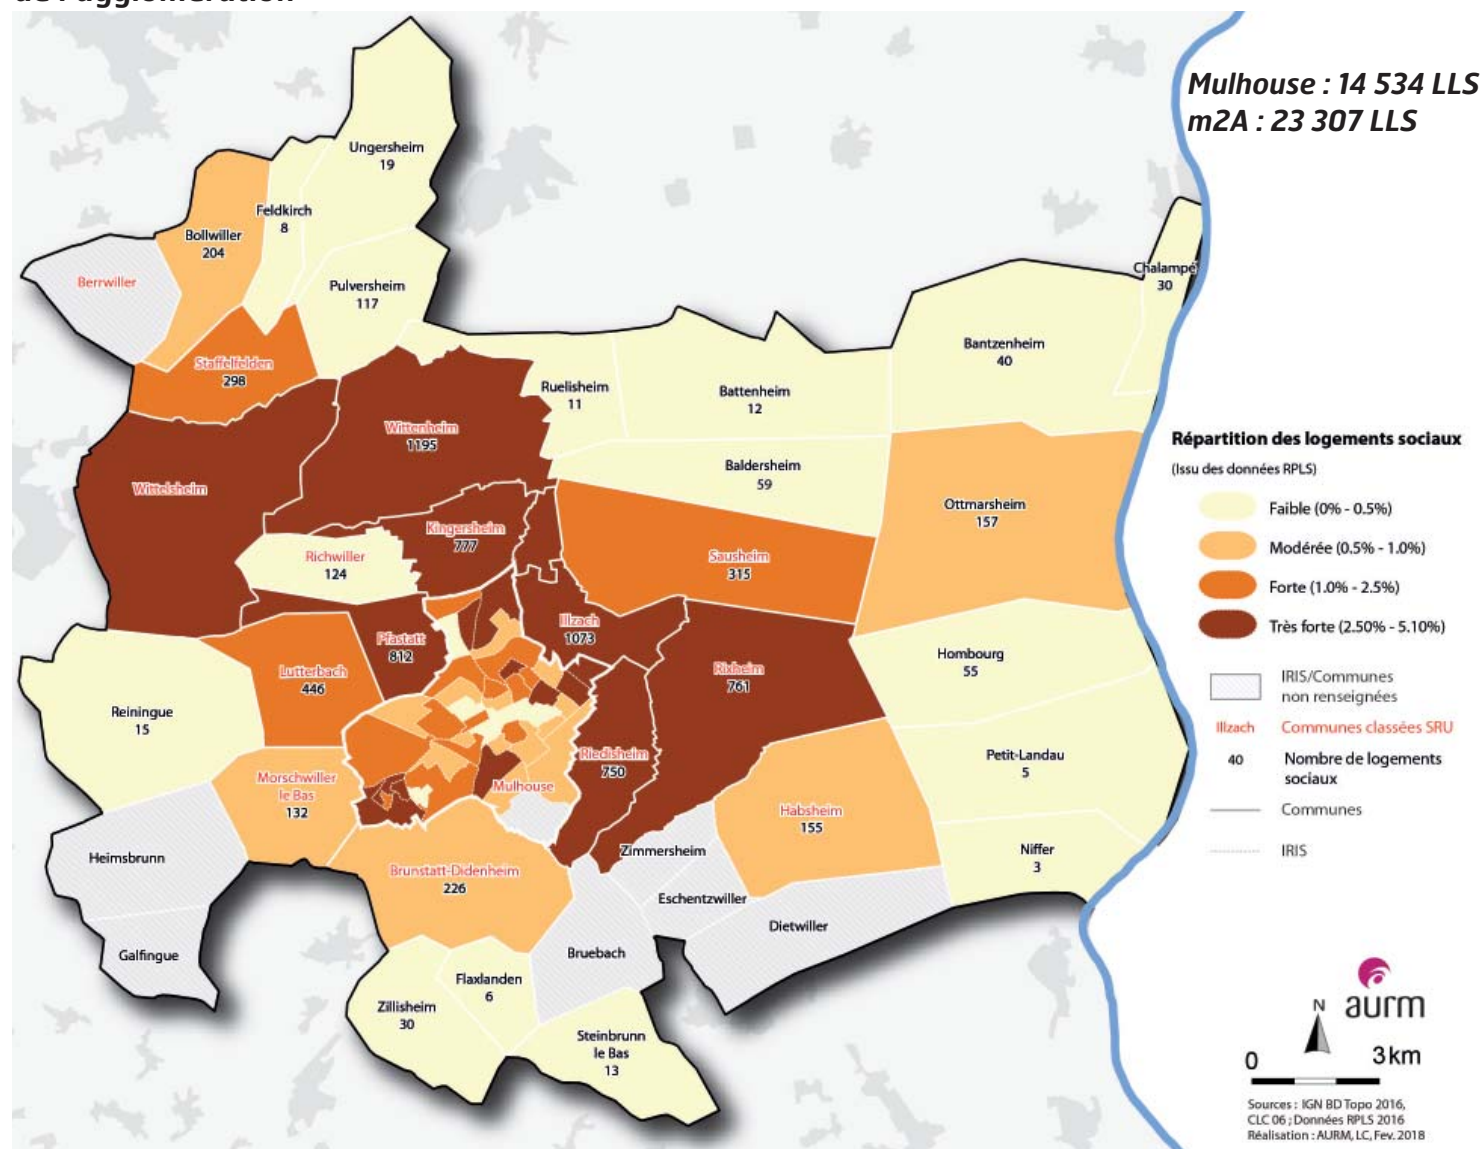 de l'agglomération
Mulhouse : 14 534 LLS
m2A : 23 307 LLS
Ungersheim
19
Feldkirch
8
Bollwiller
204
Berrwiller
Pulversheim
117
Chalampé
30
Staffelfelden
298
Bantzenheim
40
Ruelisheim
11
Battenheim
12
Wittenheim
1195
Baldersheim
59
Wittelsheim
Ottmarsheim
157
Kingersheim
777
Richwiller
124
Sausheim
315
Illzach
1073
Pfastatt
812
Lutterbach
446
Rixheim
761
Hombourg
55
Reiningue
15
Riedisheim
750
Petit-Landau
5
Morschwiller
le Bas
132
Mulhouse
Habsheim
155
Heimsbrunn
Zimmersheim
Niffer
3
Brunstatt-Didenheim
226
Eschentzwiller
Dietwiller
Galfingue
Bruebach
Flaxlanden
6
Zillisheim
30
Steinbrunn
le Bas
13
Répartition des logements sociaux
(Issu des données RPLS)
Faible (0% - 0.5%)
Modérée (0.5% - 1.0%)
Forte (1.0% - 2.5%)
Très forte (2.50% - 5.10%)
IRIS/Communes
non renseignées
Illzach Communes classées SRU
40 Nombre de logements
sociaux
Communes
IRIS
N
aurm
0 3 km
Sources : IGN BD Topo 2016,
CLC 06 ; Données RPLS 2016
Réalisation : AURM, LC, Fev. 2018